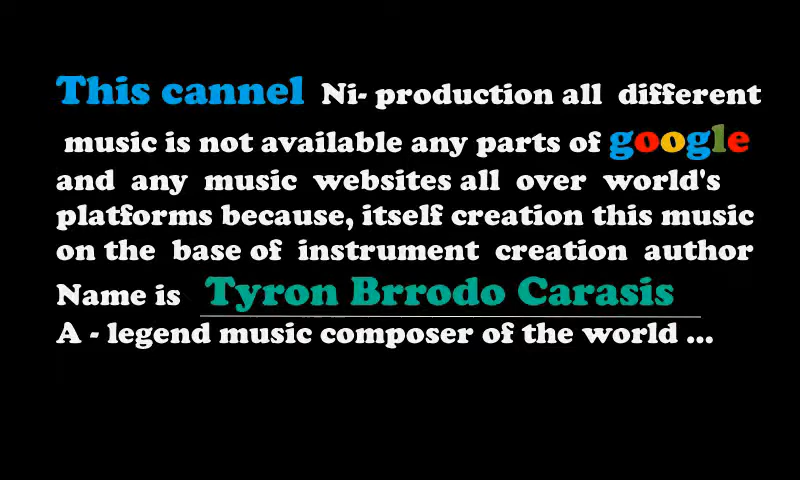 This cannel Ni- production all different
music is not available any parts of google
and any music websites all over world's
platforms because, itself creation this music
on the base of instrument creation author
Name is Tyron Brrodo Carasis
A - legend music composer of the world ...